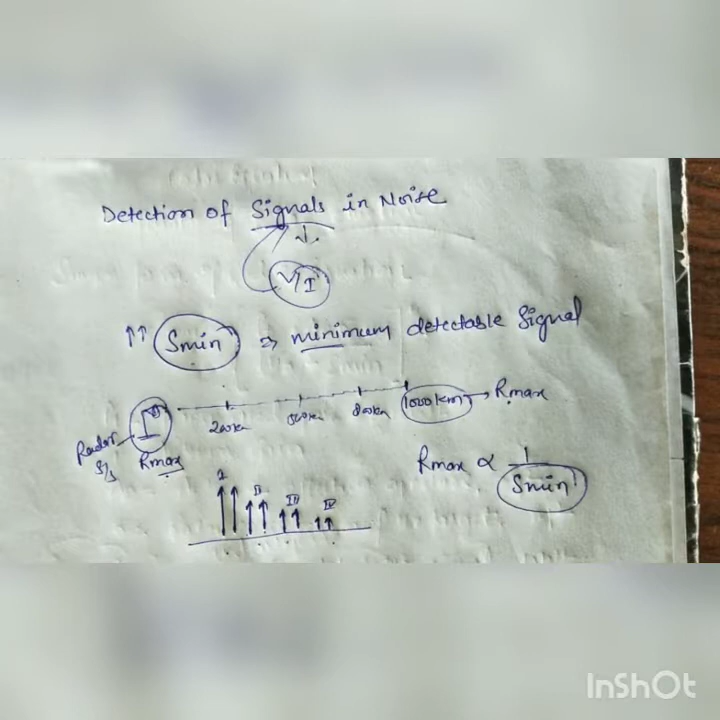 Detection of Signals in Noise
V/I
↑↑ Smin ⇒ minimum detectable Signal
200km 500km 800km 1000km → Rmax
Radar S/s Rmax
Rmax ∝ 1/Smin
I II III IV
InShOt